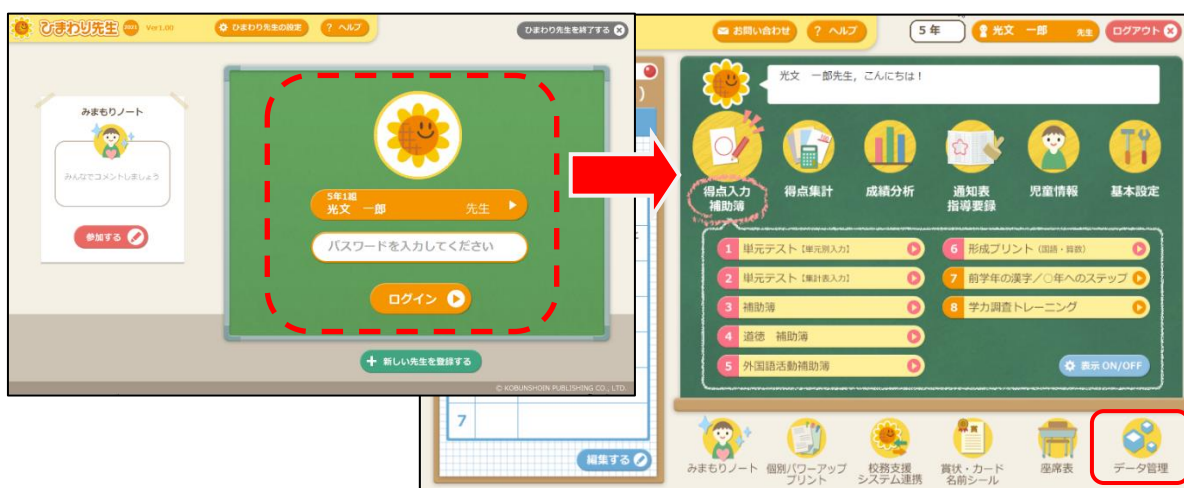 ひまわり先生 2021 Ver1.00
ひまわり先生の設定
? ヘルプ
ひまわり先生を終了する
みまもりノート
みんなでコメントしましょう
参加する
5年1組
光文 一郎 先生
パスワードを入力してください
ログイン
+ 新しい先生を登録する
© KOBUNSHOIN PUBLISHING CO., LTD.
お問い合わせ
? ヘルプ
5年
光文 一郎 先生
ログアウト
光文 一郎先生，こんにちは！
得点入力
補助簿
得点集計
成績分析
通知表
指導要録
児童情報
基本設定
1 単元テスト【単元別入力】
2 単元テスト【集計表入力】
3 補助簿
4 道徳 補助簿
5 外国語活動補助簿
6 形成プリント（国語・算数）
7 前学年の漢字／○年へのステップ
8 学力調査トレーニング
表示 ON/OFF
7
編集する
みまもりノート
個別パワーアップ
プリント
校務支援
システム連携
賞状・カード
名前シール
座席表
データ管理